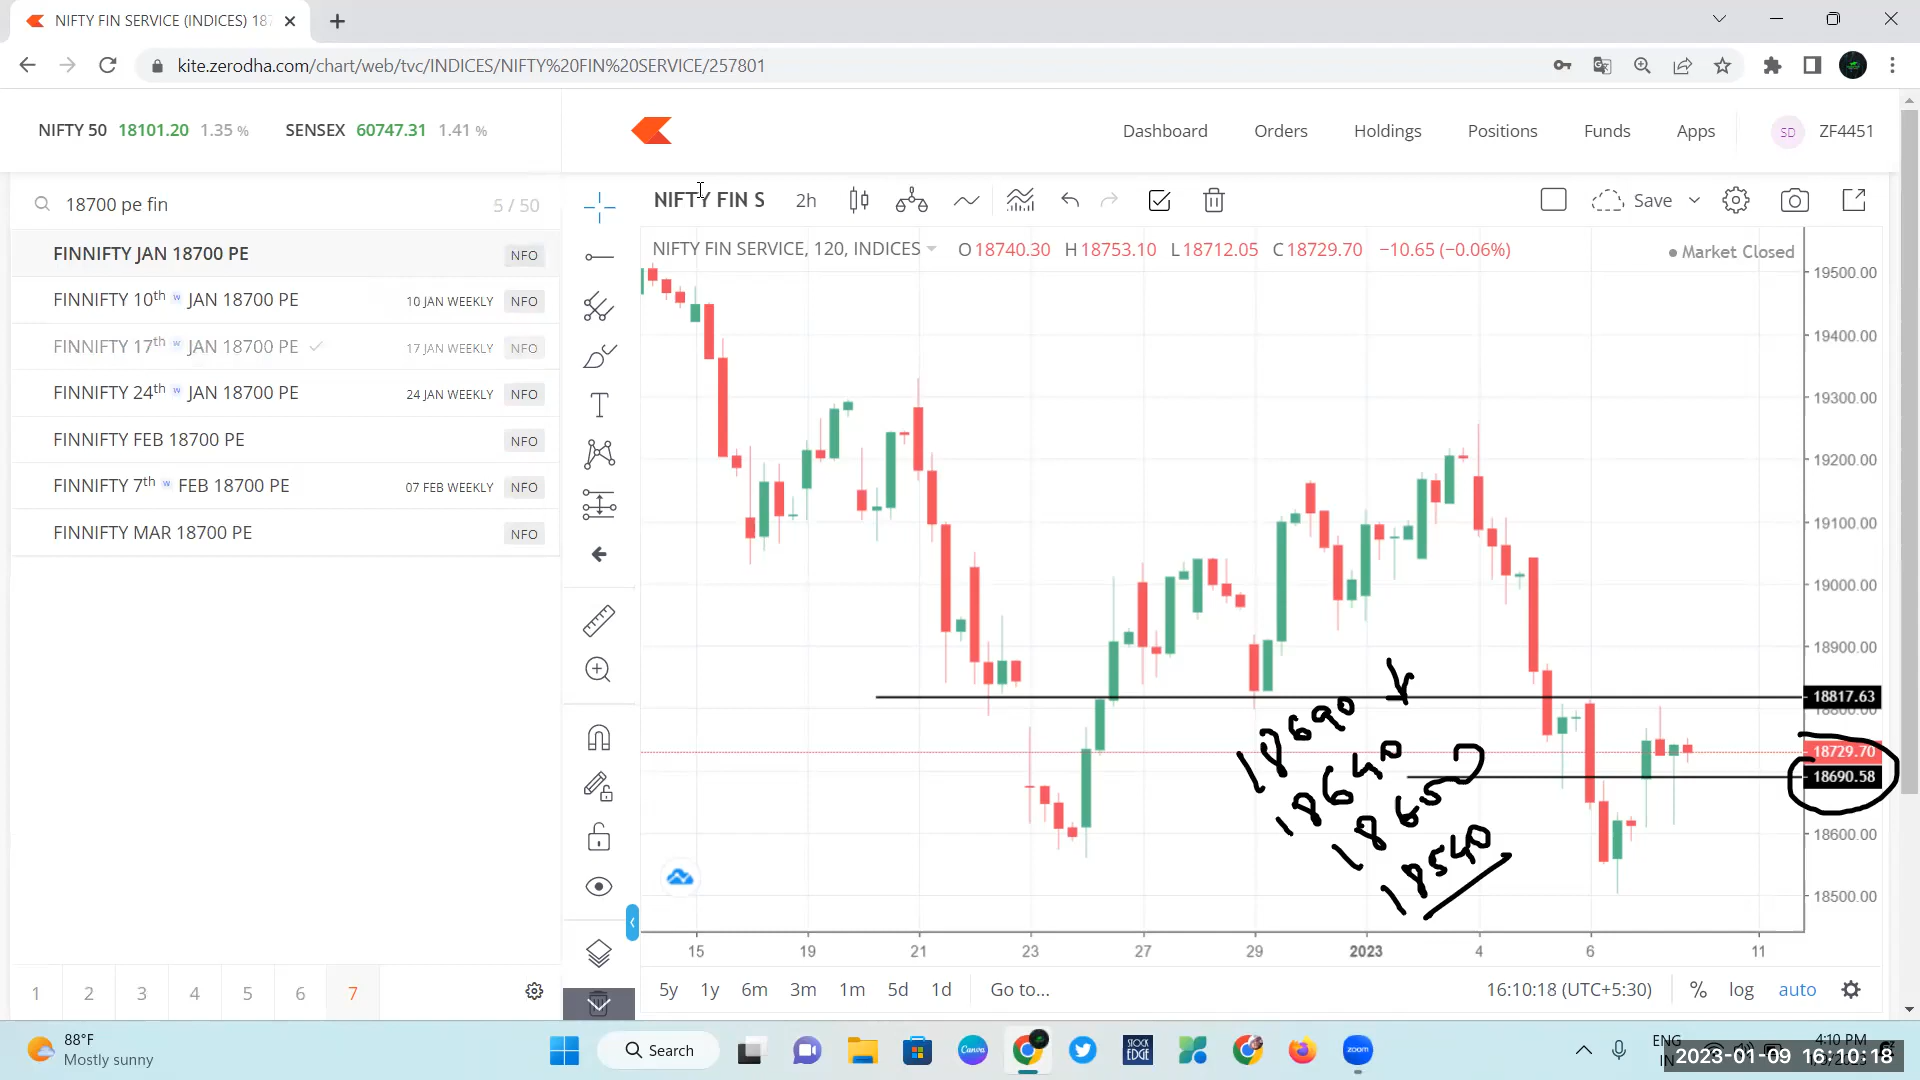 NIFTY FIN SERVICE (INDICES) 187
kite.zerodha.com/chart/web/tvc/INDICES/NIFTY%20FIN%20SERVICE/257801
NIFTY 50 18101.20 1.35 % SENSEX 60747.31 1.41 %
Dashboard Orders Holdings Positions Funds Apps SD ZF4451
18700 pe fin 5 / 50
FINNIFTY JAN 18700 PE NFO
FINNIFTY 10th w JAN 18700 PE 10 JAN WEEKLY NFO
FINNIFTY 17th w JAN 18700 PE 17 JAN WEEKLY NFO
FINNIFTY 24th w JAN 18700 PE 24 JAN WEEKLY NFO
FINNIFTY FEB 18700 PE NFO
FINNIFTY 7th w FEB 18700 PE 07 FEB WEEKLY NFO
FINNIFTY MAR 18700 PE NFO
1 2 3 4 5 6 7
NIFTY FIN S 2h Save
NIFTY FIN SERVICE, 120, INDICES O18740.30 H18753.10 L18712.05 C18729.70 −10.65 (−0.06%)
Market Closed
19500.00
19400.00
19300.00
19200.00
19100.00
19000.00
18900.00
18817.63
18800.00
18729.70
18690.58
18600.00
18500.00
18690
18640
1865
18540
15 19 21 23 27 29 2023 4 6 11
5y 1y 6m 3m 1m 5d 1d Go to... 16:10:18 (UTC+5:30) % log auto
88°F
Mostly sunny
Search
Canva
STOCK EDGE
zoom
ENG
IN
4:10 PM
2023-01-09 16:10:18